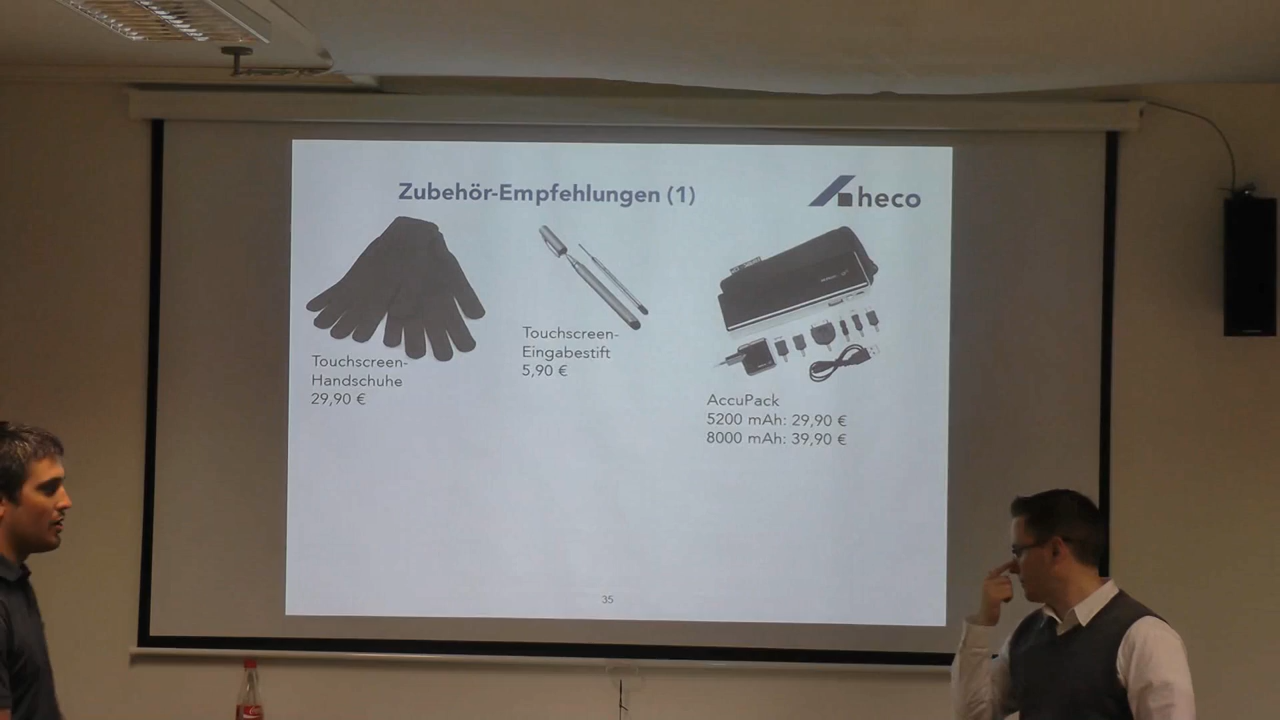 Zubehör-Empfehlungen (1)
heco
Touchscreen-
Handschuhe
29,90 €
Touchscreen-
Eingabestift
5,90 €
AccuPack
5200 mAh: 29,90 €
8000 mAh: 39,90 €
35